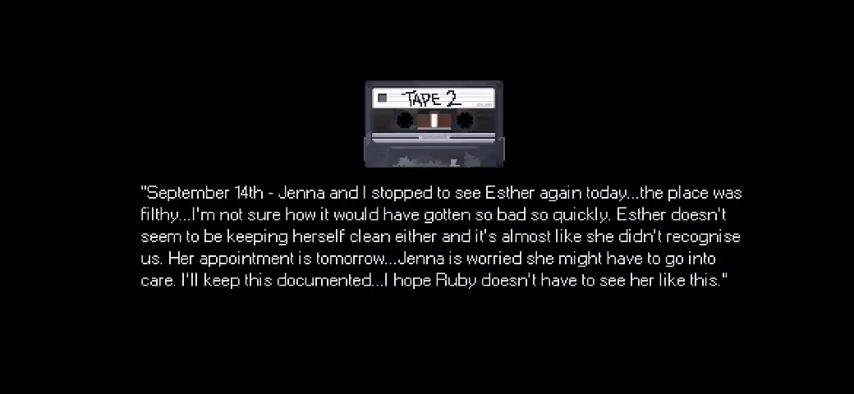 TAPE 2
"September 14th - Jenna and I stopped to see Esther again today...the place was
filthy...I'm not sure how it would have gotten so bad so quickly. Esther doesn't
seem to be keeping herself clean either and it's almost like she didn't recognise
us. Her appointment is tomorrow...Jenna is worried she might have to go into
care. I'll keep this documented...I hope Ruby doesn't have to see her like this."